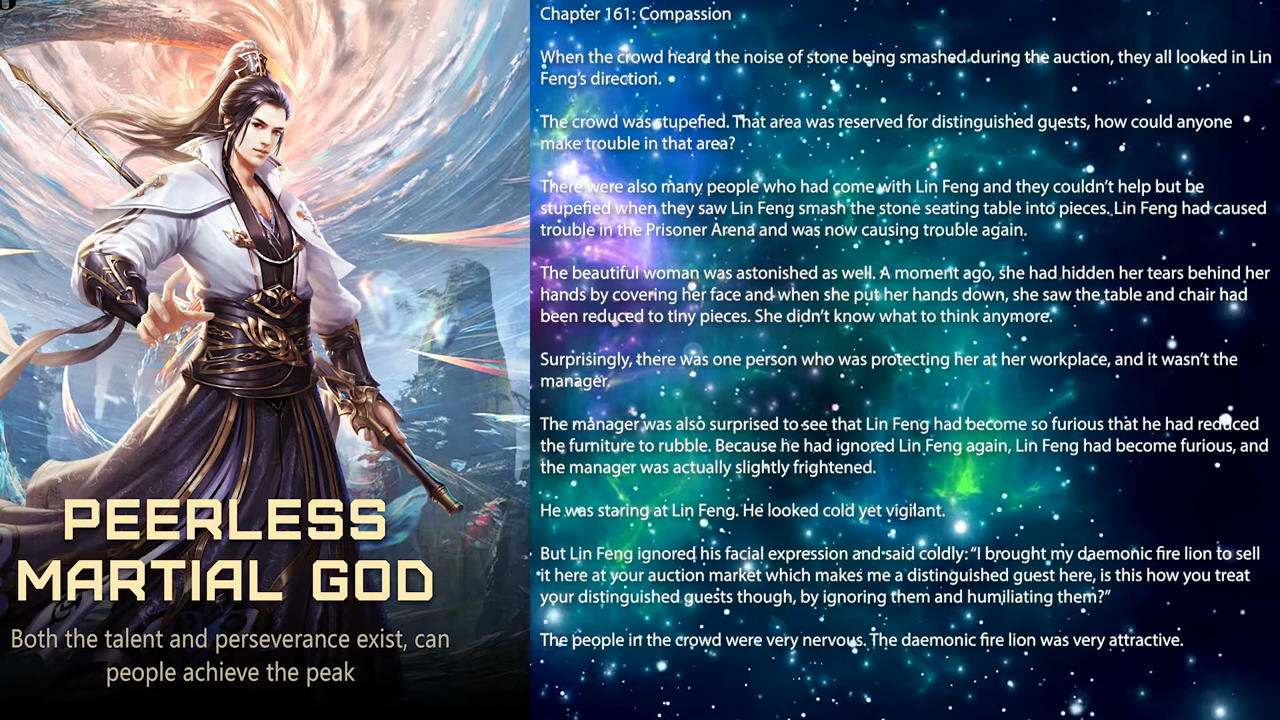 PEERLESS
MARTIAL GOD
Both the talent and perseverance exist, can
people achieve the peak
Chapter 161: Compassion
When the crowd heard the noise of stone being smashed during the auction, they all looked in Lin
Feng’s direction.
The crowd was stupefied. That area was reserved for distinguished guests, how could anyone
make trouble in that area?
There were also many people who had come with Lin Feng and they couldn’t help but be
stupefied when they saw Lin Feng smash the stone seating table into pieces. Lin Feng had caused
trouble in the Prisoner Arena and was now causing trouble again.
The beautiful woman was astonished as well. A moment ago, she had hidden her tears behind her
hands by covering her face and when she put her hands down, she saw the table and chair had
been reduced to tiny pieces. She didn’t know what to think anymore.
Surprisingly, there was one person who was protecting her at her workplace, and it wasn’t the
manager.
The manager was also surprised to see that Lin Feng had become so furious that he had reduced
the furniture to rubble. Because he had ignored Lin Feng again, Lin Feng had become furious, and
the manager was actually slightly frightened.
He was staring at Lin Feng. He looked cold yet vigilant.
But Lin Feng ignored his facial expression and said coldly: “I brought my daemonic fire lion to sell
it here at your auction market which makes me a distinguished guest here, is this how you treat
your distinguished guests though, by ignoring them and humiliating them?”
The people in the crowd were very nervous. The daemonic fire lion was very attractive.